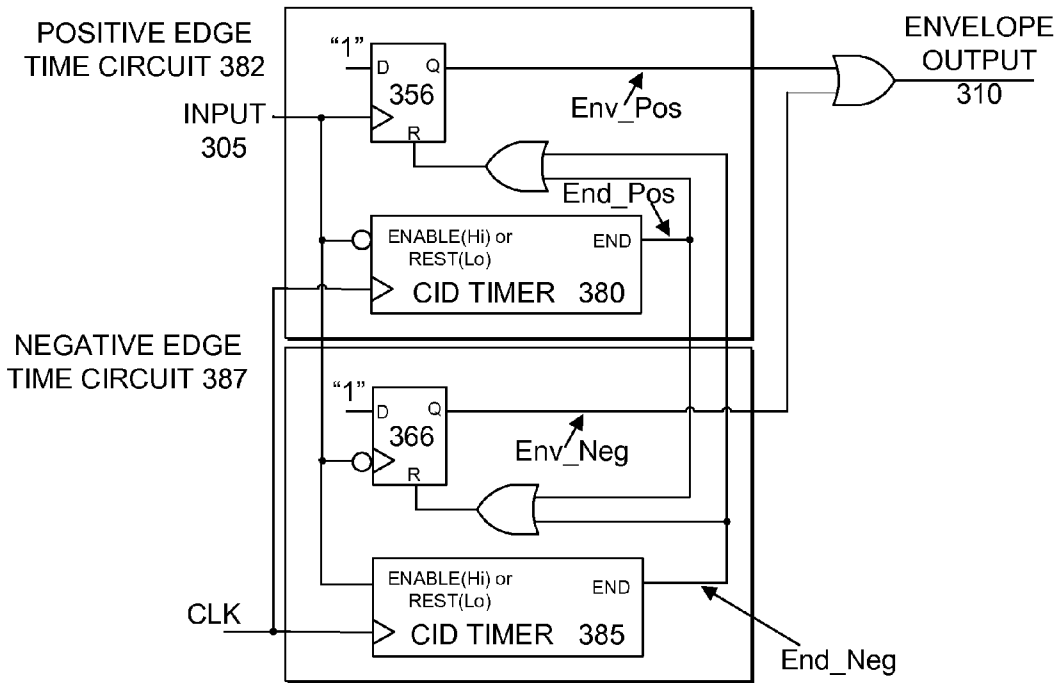 POSITIVE EDGE
TIME CIRCUIT 382
INPUT
305
"1"
D
Q
356
R
Env_Pos
ENVELOPE
OUTPUT
310
End_Pos
ENABLE(Hi) or
REST(Lo)
END
CID TIMER 380
NEGATIVE EDGE
TIME CIRCUIT 387
"1"
D
Q
366
R
Env_Neg
ENABLE(Hi) or
REST(Lo)
END
CID TIMER 385
CLK
End_Neg